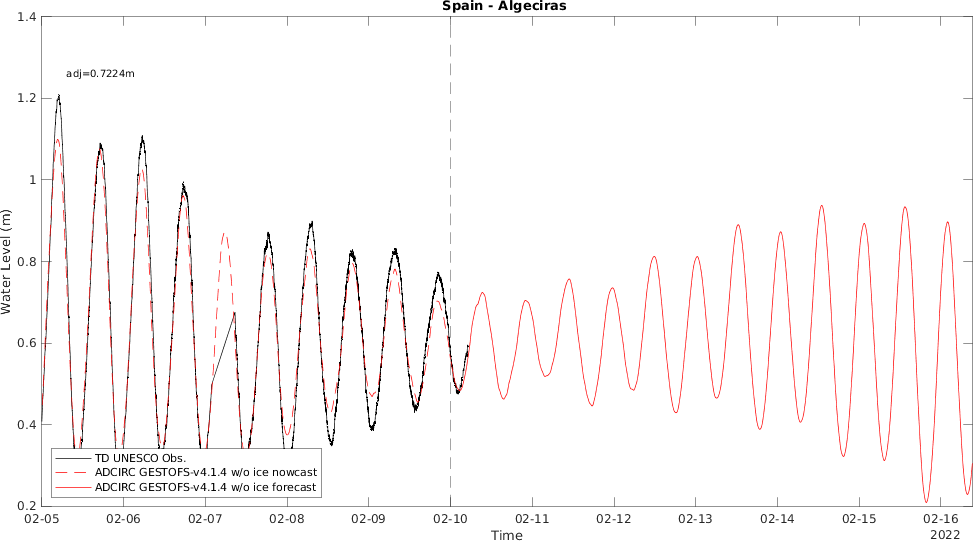 Spain - Algeciras
adj=0.7224m
1.4
1.2
1
0.8
0.6
0.4
0.2
Water Level (m)
TD UNESCO Obs.
ADCIRC GESTOFS-v4.1.4 w/o ice nowcast
ADCIRC GESTOFS-v4.1.4 w/o ice forecast
02-05 02-06 02-07 02-08 02-09 02-10 02-11 02-12 02-13 02-14 02-15 02-16
Time
2022